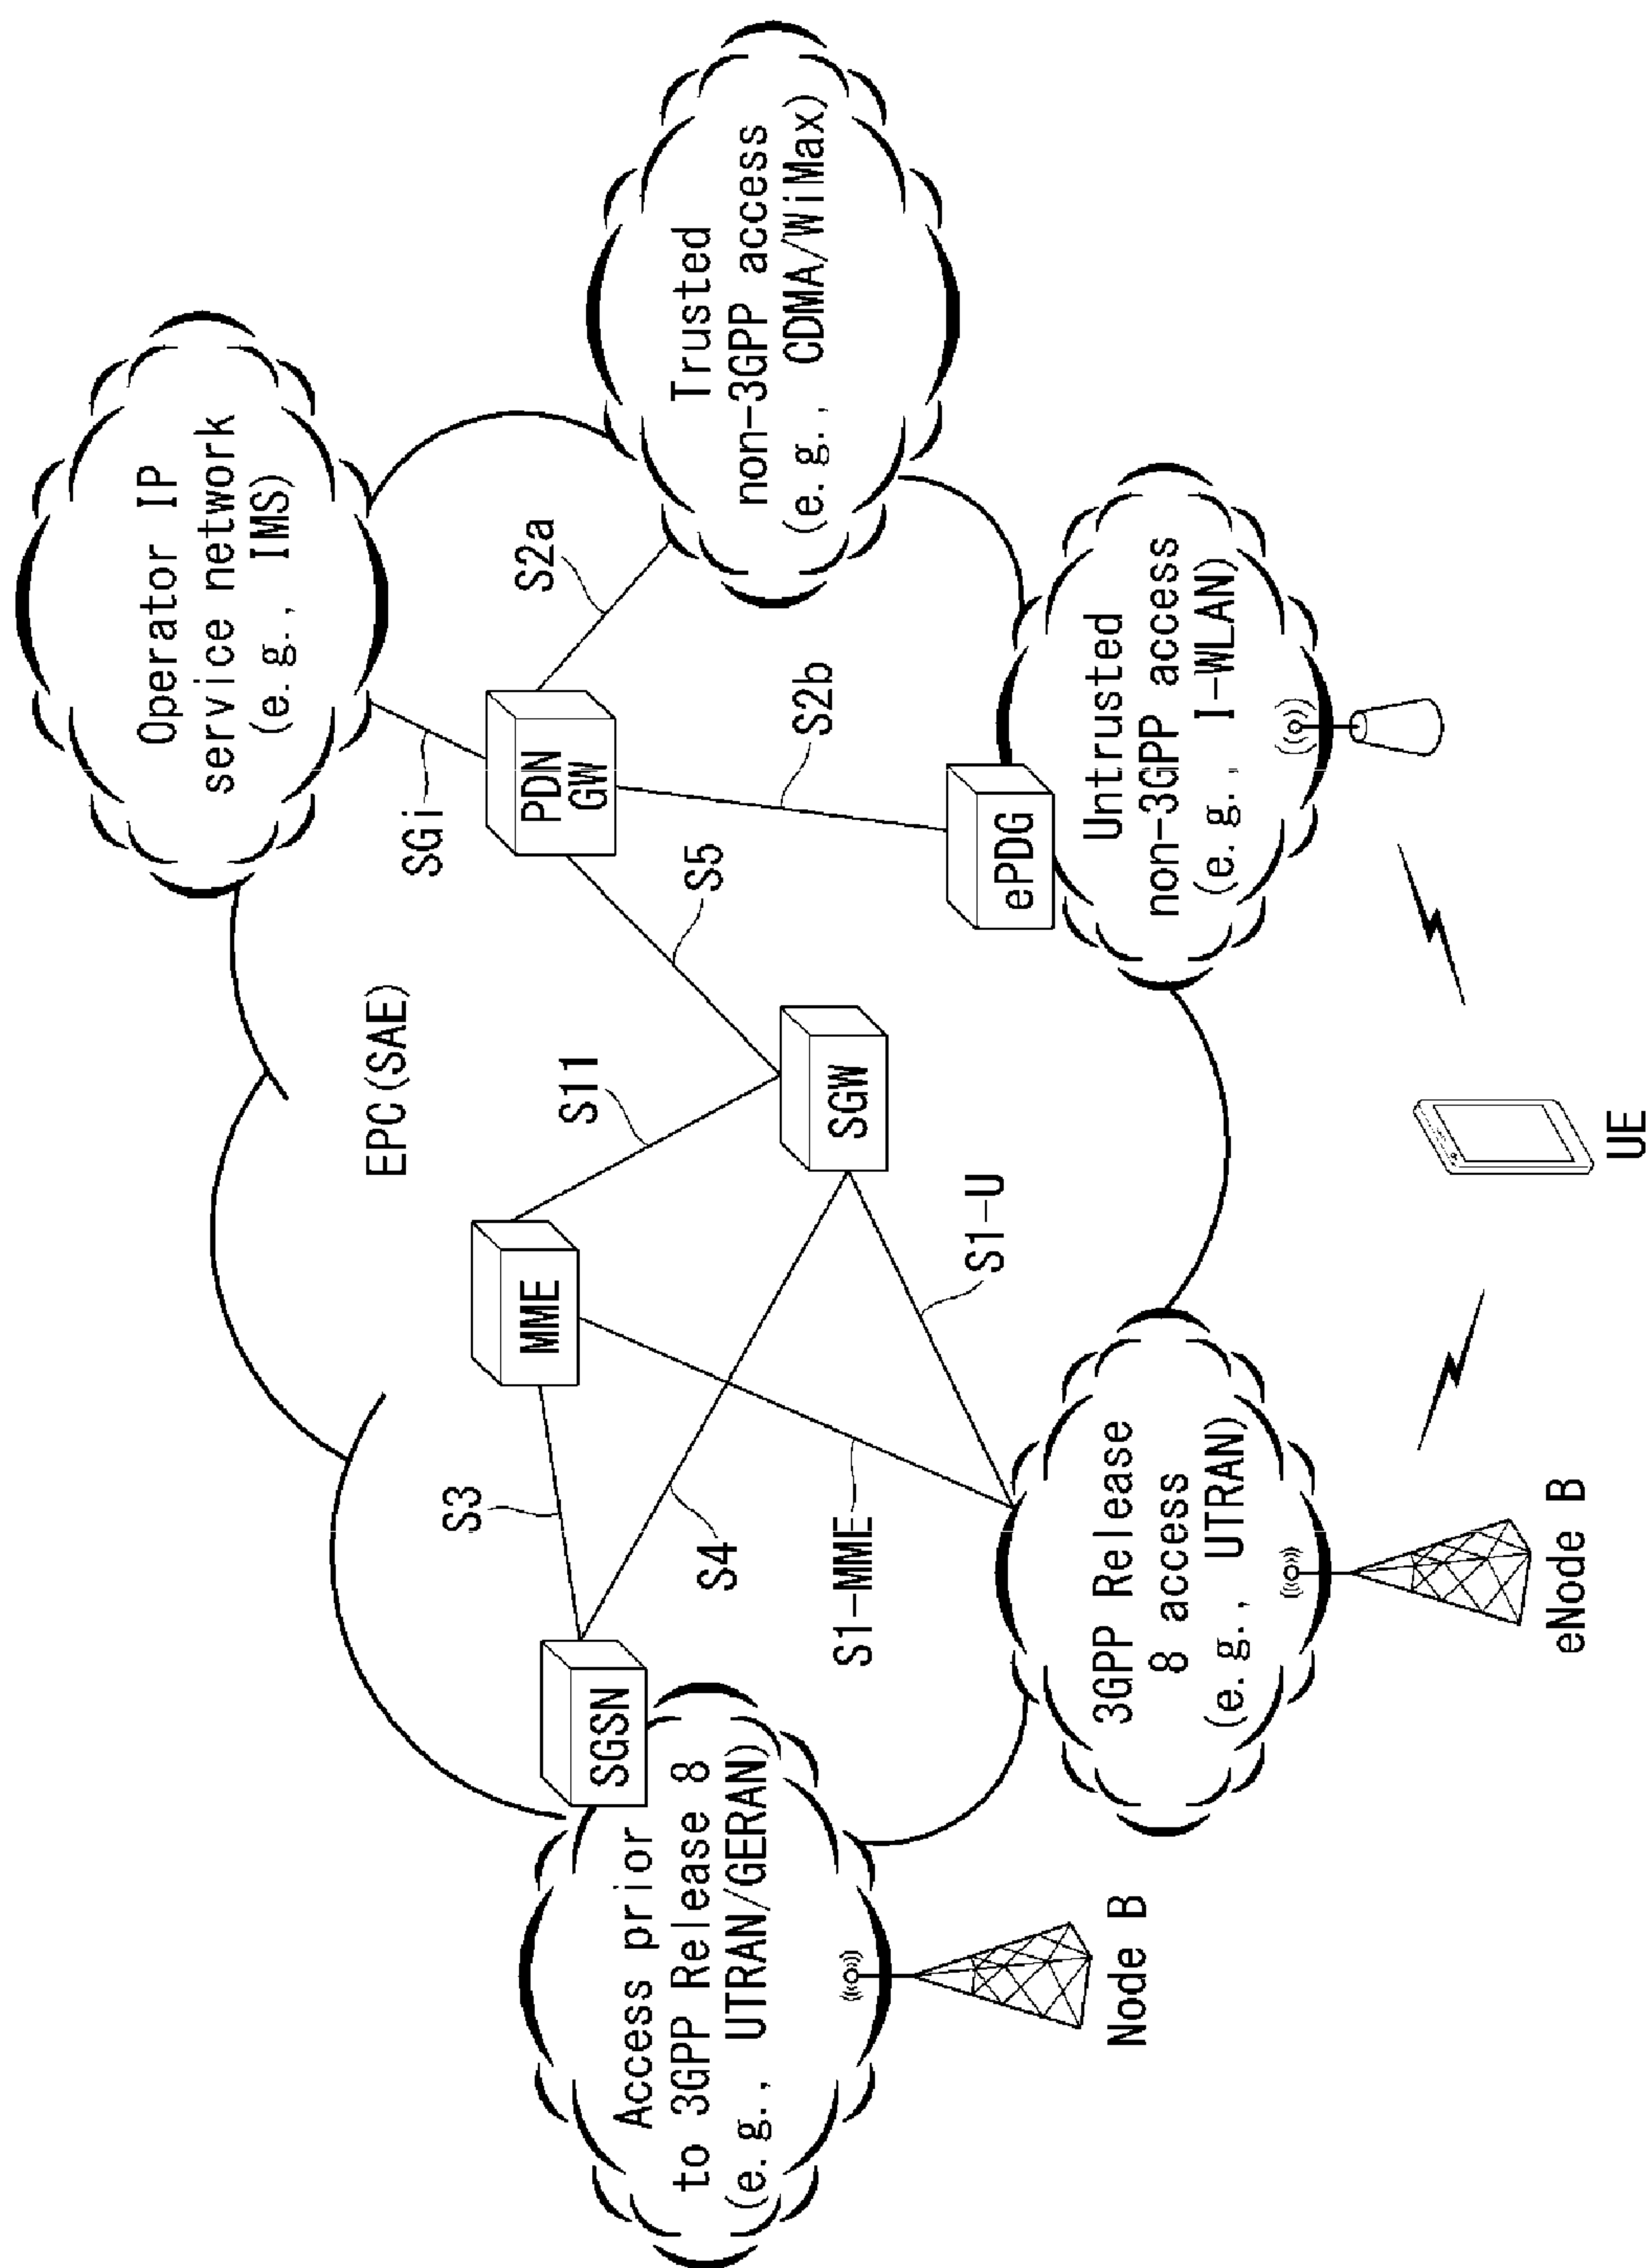 Operator IP
service network
(e.g., IMS)
EPC(SAE)
SGi
S2a
Trusted
non-3GPP access
(e.g., CDMA/WiMax)
PDN
GW
S3
MME
S11
S5
S2b
SGSN
S4
SGW
ePDG
Access prior
to 3GPP Release 8
(e.g., UTRAN/GERAN)
S1-MME
S1-U
3GPP Release
8 access
(e.g., UTRAN)
Untrusted
non-3GPP access
(e.g., I-WLAN)
Node B
eNode B
UE